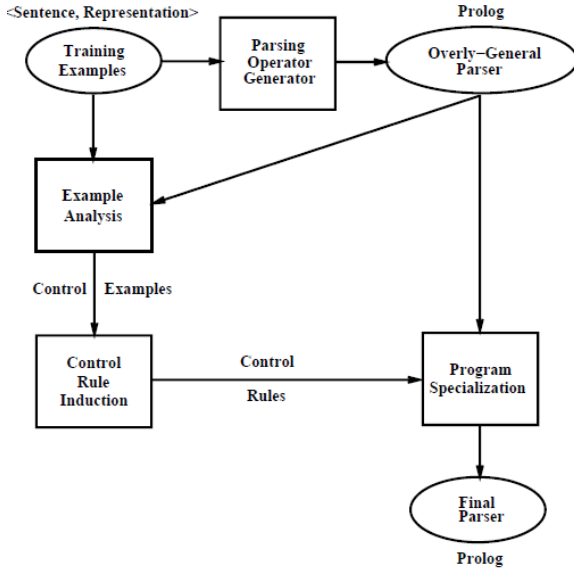 <Sentence, Representation>
Prolog
Training
Examples
Parsing
Operator
Generator
Overly-General
Parser
Example
Analysis
Control
Examples
Control
Rule
Induction
Control
Rules
Program
Specialization
Final
Parser
Prolog